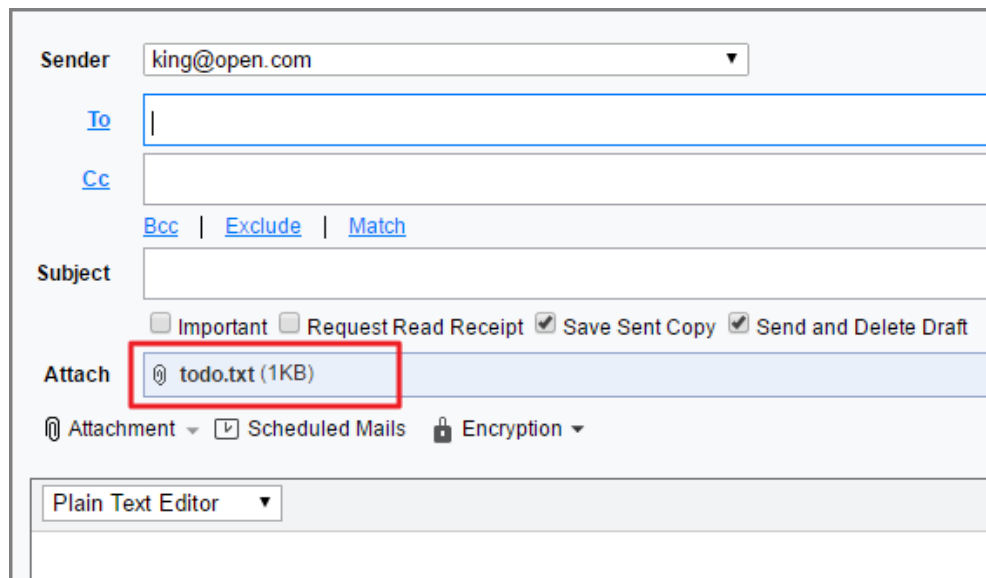 Sender king@open.com
To
Cc
Bcc | Exclude | Match
Subject
Important Request Read Receipt Save Sent Copy Send and Delete Draft
Attach todo.txt (1KB)
Attachment Scheduled Mails Encryption
Plain Text Editor